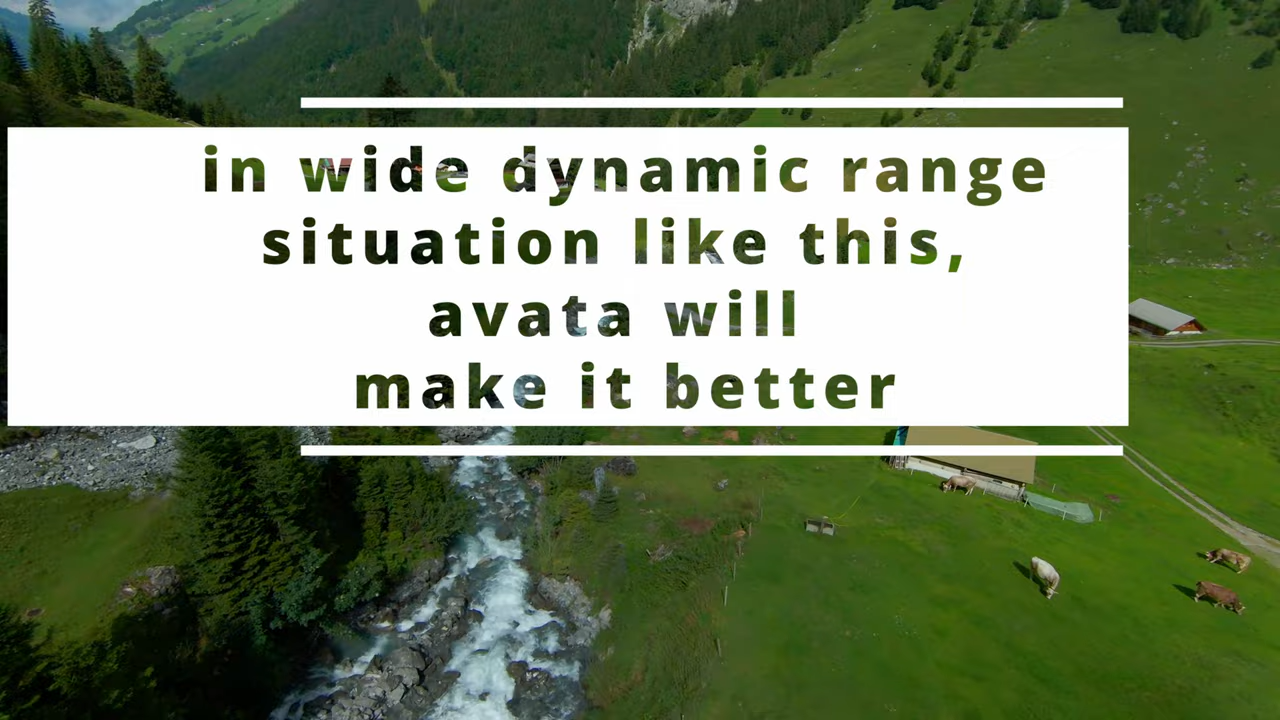 in wide dynamic range
situation like this,
avata will
make it better